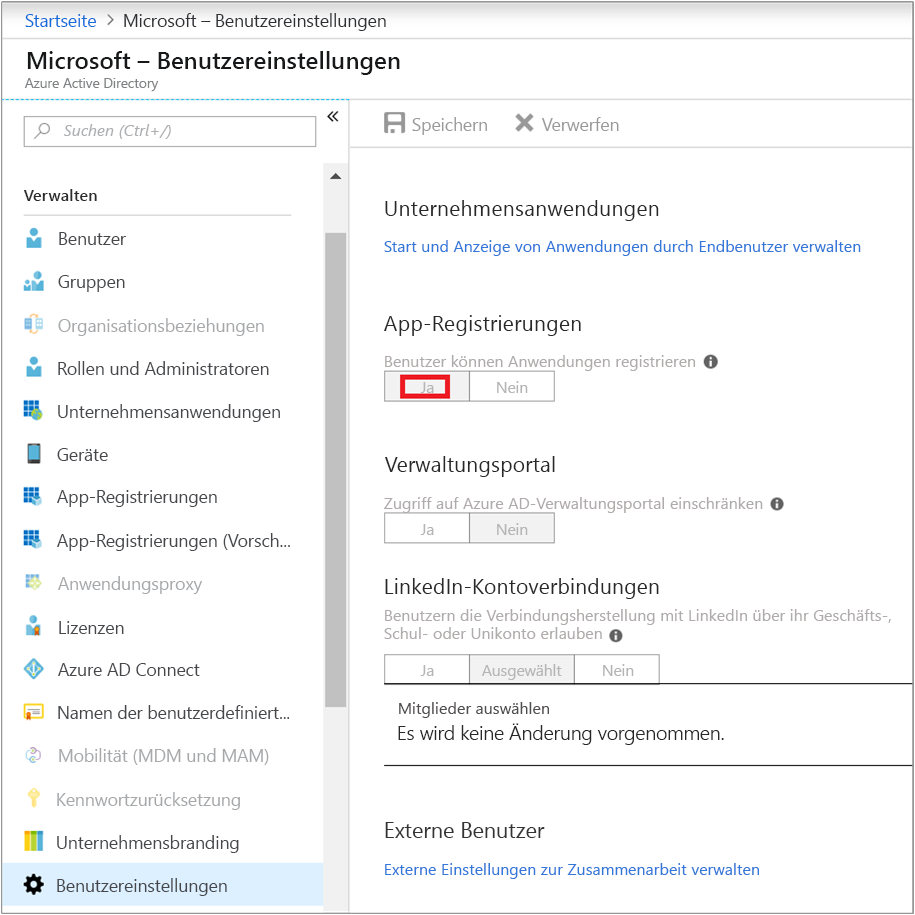 Startseite > Microsoft – Benutzereinstellungen
Microsoft – Benutzereinstellungen
Azure Active Directory
Suchen (Ctrl+/)
«
Verwalten
Benutzer
Gruppen
Organisationsbeziehungen
Rollen und Administratoren
Unternehmensanwendungen
Geräte
App-Registrierungen
App-Registrierungen (Vorsch...
Anwendungsproxy
Lizenzen
Azure AD Connect
Namen der benutzerdefiniert...
Mobilität (MDM und MAM)
Kennwortzurücksetzung
Unternehmensbranding
Benutzereinstellungen
Speichern Verwerfen
Unternehmensanwendungen
Start und Anzeige von Anwendungen durch Endbenutzer verwalten
App-Registrierungen
Benutzer können Anwendungen registrieren
Ja Nein
Verwaltungsportal
Zugriff auf Azure AD-Verwaltungsportal einschränken
Ja Nein
LinkedIn-Kontoverbindungen
Benutzern die Verbindungsherstellung mit LinkedIn über ihr Geschäfts-,
Schul- oder Unikonto erlauben
Ja Ausgewählt Nein
Mitglieder auswählen
Es wird keine Änderung vorgenommen.
Externe Benutzer
Externe Einstellungen zur Zusammenarbeit verwalten